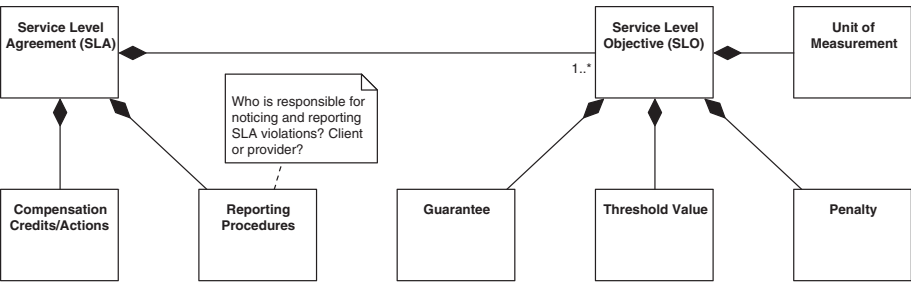 Service Level
Agreement (SLA)
Service Level
Objective (SLO)
Unit of
Measurement
1..*
Who is responsible for
noticing and reporting
SLA violations? Client
or provider?
Compensation
Credits/Actions
Reporting
Procedures
Guarantee
Threshold Value
Penalty